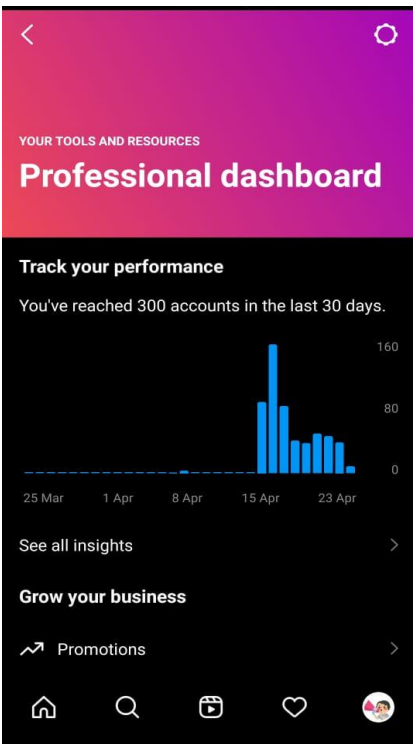 YOUR TOOLS AND RESOURCES
Professional dashboard
Track your performance
You've reached 300 accounts in the last 30 days.
160
80
0
25 Mar 1 Apr 8 Apr 15 Apr 23 Apr
See all insights
Grow your business
Promotions